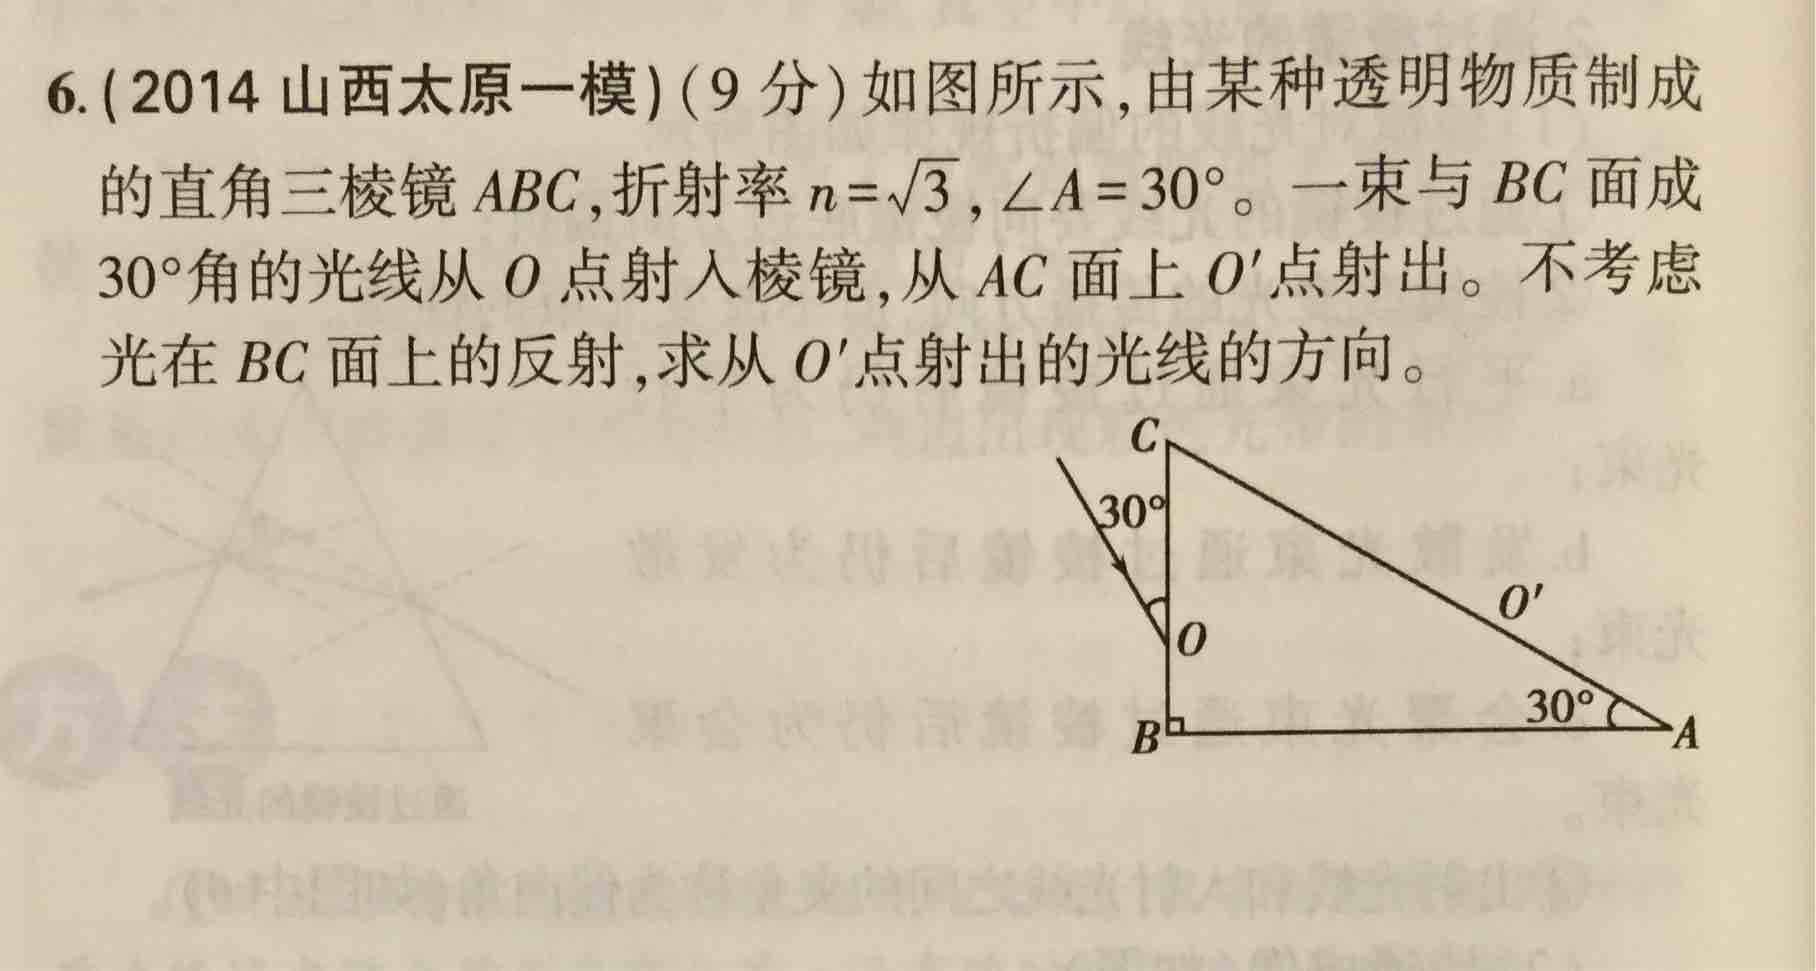 6.(2014 山西太原一模)(9 分)如图所示,由某种透明物质制成
的直角三棱镜 ABC,折射率 n=√3,∠A=30°。一束与 BC 面成
30°角的光线从 O 点射入棱镜,从 AC 面上 O′点射出。不考虑
光在 BC 面上的反射,求从 O′点射出的光线的方向。
C
30°
O′
O
30°
B
A